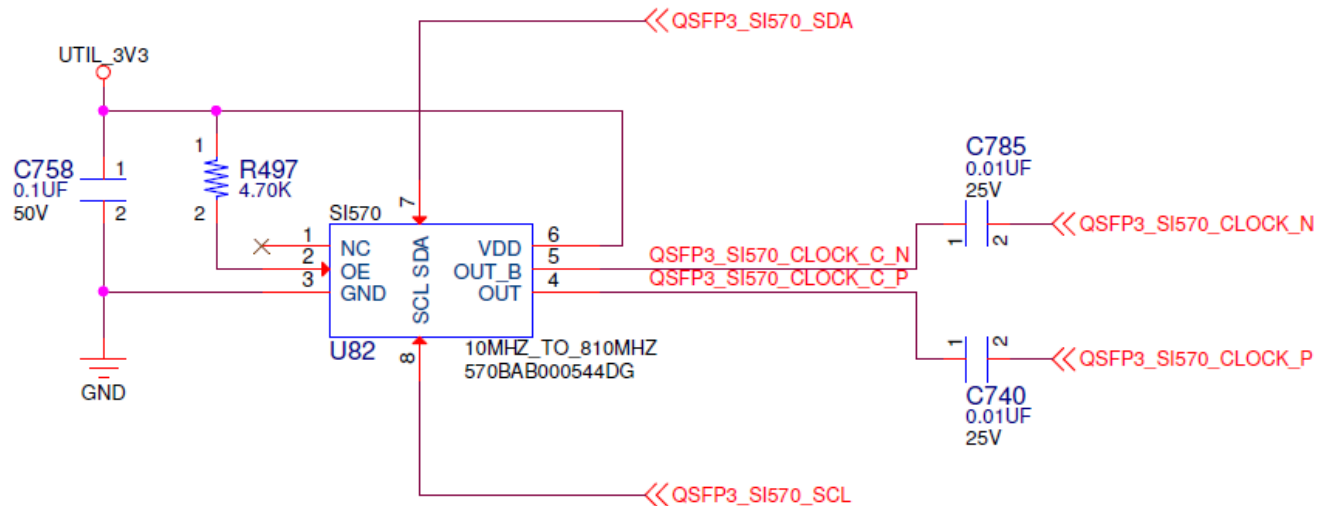 QSFP3_SI570_SDA
UTIL_3V3
C758
0.1UF
50V
1
2
1
R497
4.70K
2
SI570
7
1 NC
2 OE
3 GND
SCL SDA
VDD 6
OUT_B 5
OUT 4
U82
8
10MHZ_TO_810MHZ
570BAB000544DG
GND
QSFP3_SI570_CLOCK_C_N
QSFP3_SI570_CLOCK_C_P
C785
0.01UF
25V
1 2
QSFP3_SI570_CLOCK_N
1 2
QSFP3_SI570_CLOCK_P
C740
0.01UF
25V
QSFP3_SI570_SCL